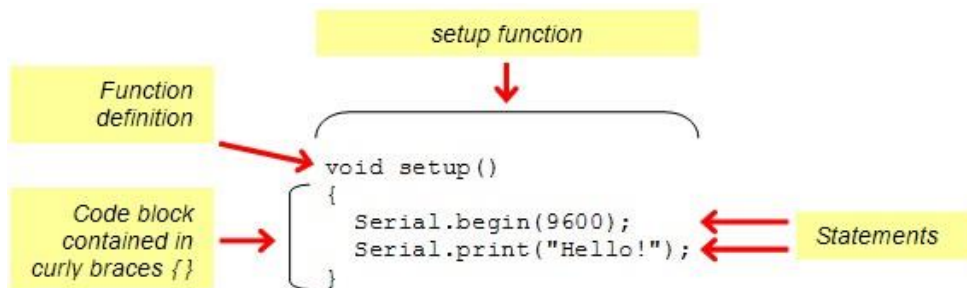 setup function
Function
definition
void setup()
{
Serial.begin(9600);
Serial.print("Hello!");
}
Code block
contained in
curly braces {}
Statements